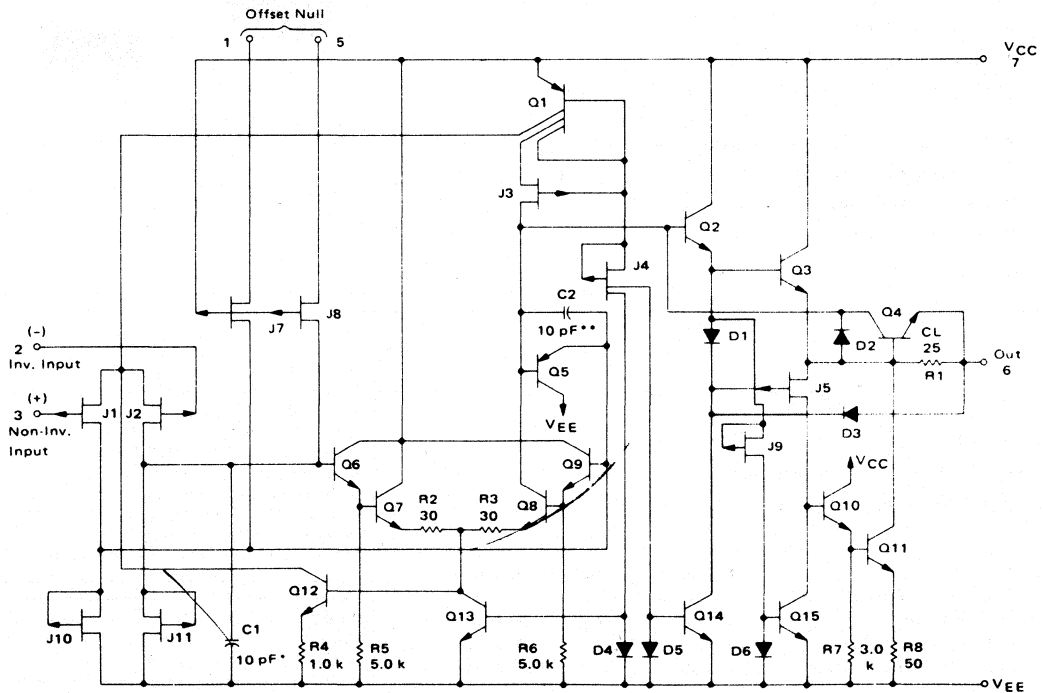 Offset Null
1
5
VCC
7
Q1
J3
Q2
J4
Q3
C2
10 pF**
J7
J8
Q4
D1
D2
CL
25
R1
Out
6
(-)
2
Inv. Input
J5
Q5
(+)
3
J1
J2
D3
Non-Inv.
Input
VEE
J9
VCC
Q6
Q9
R2
R3
Q7
30
30
Q8
Q10
Q11
Q12
Q13
Q14
Q15
J10
J11
C1
10 pF*
R4
1.0 k
R5
5.0 k
R6
5.0 k
D4
D5
D6
R7
3.0
k
R8
50
VEE